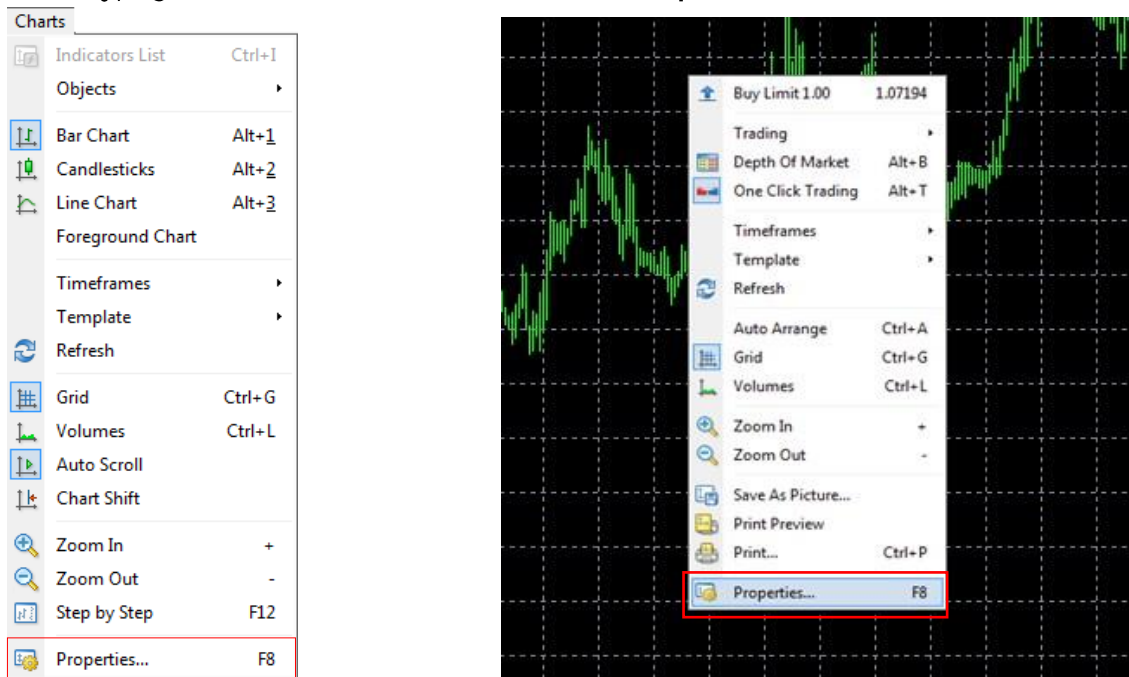 Charts
Indicators List Ctrl+I
Objects
Bar Chart Alt+1
Candlesticks Alt+2
Line Chart Alt+3
Foreground Chart
Timeframes
Template
Refresh
Grid Ctrl+G
Volumes Ctrl+L
Auto Scroll
Chart Shift
Zoom In +
Zoom Out -
Step by Step F12
Properties... F8
Buy Limit 1.00 1.07194
Trading
Depth Of Market Alt+B
One Click Trading Alt+T
Timeframes
Template
Refresh
Auto Arrange Ctrl+A
Grid Ctrl+G
Volumes Ctrl+L
Zoom In +
Zoom Out -
Save As Picture...
Print Preview
Print... Ctrl+P
Properties... F8